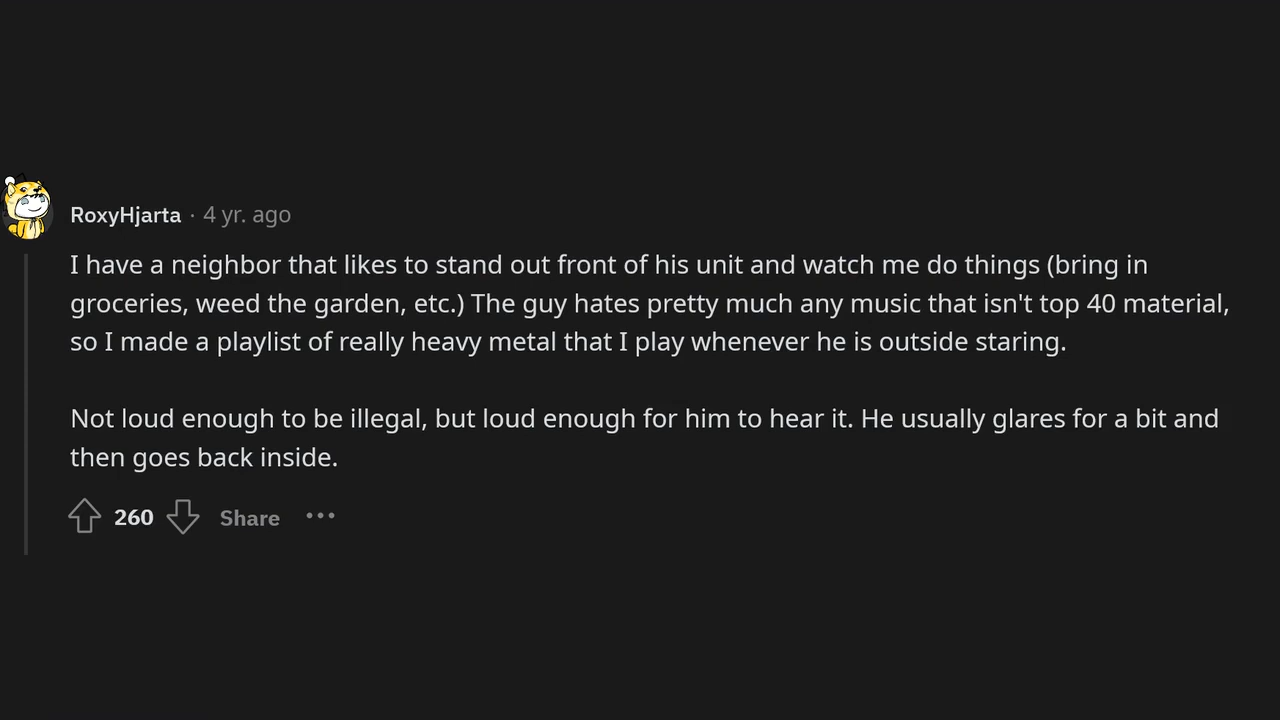 RoxyHjarta · 4 yr. ago
I have a neighbor that likes to stand out front of his unit and watch me do things (bring in
groceries, weed the garden, etc.) The guy hates pretty much any music that isn't top 40 material,
so I made a playlist of really heavy metal that I play whenever he is outside staring.
Not loud enough to be illegal, but loud enough for him to hear it. He usually glares for a bit and
then goes back inside.
260 Share •••